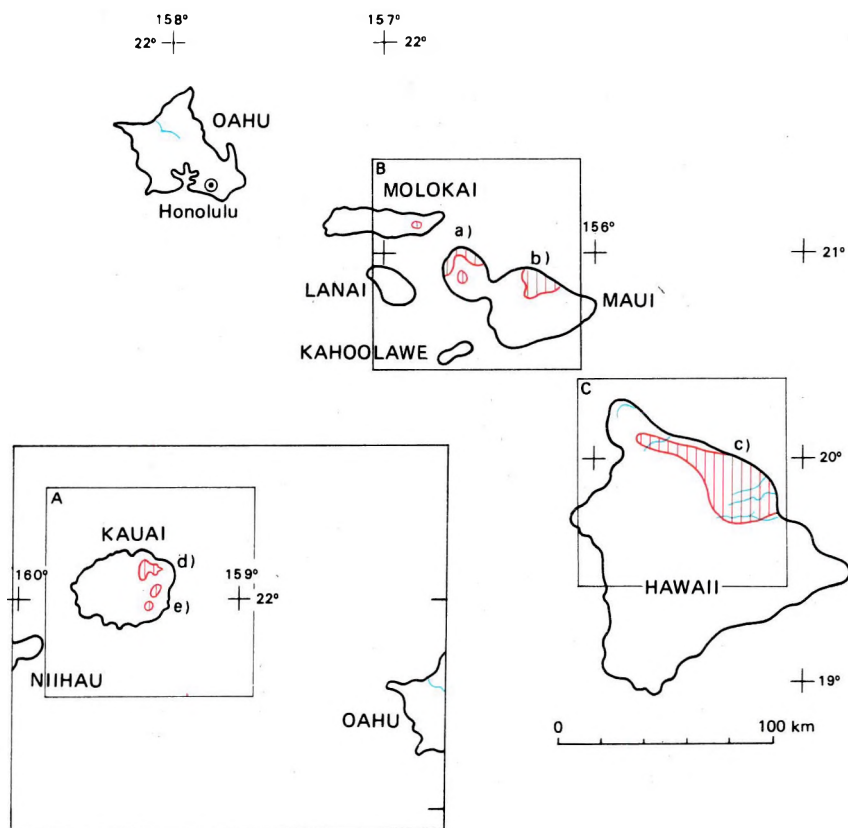 158°
22°
157°
22°
OAHU
Honolulu
B
MOLOKAI
a)
b)
156°
21°
LANAI
MAUI
KAHOOLAWE
C
c)
20°
HAWAII
19°
0 100 km
A
KAUAI
d)
160°
159°
22°
e)
NIIHAU
OAHU